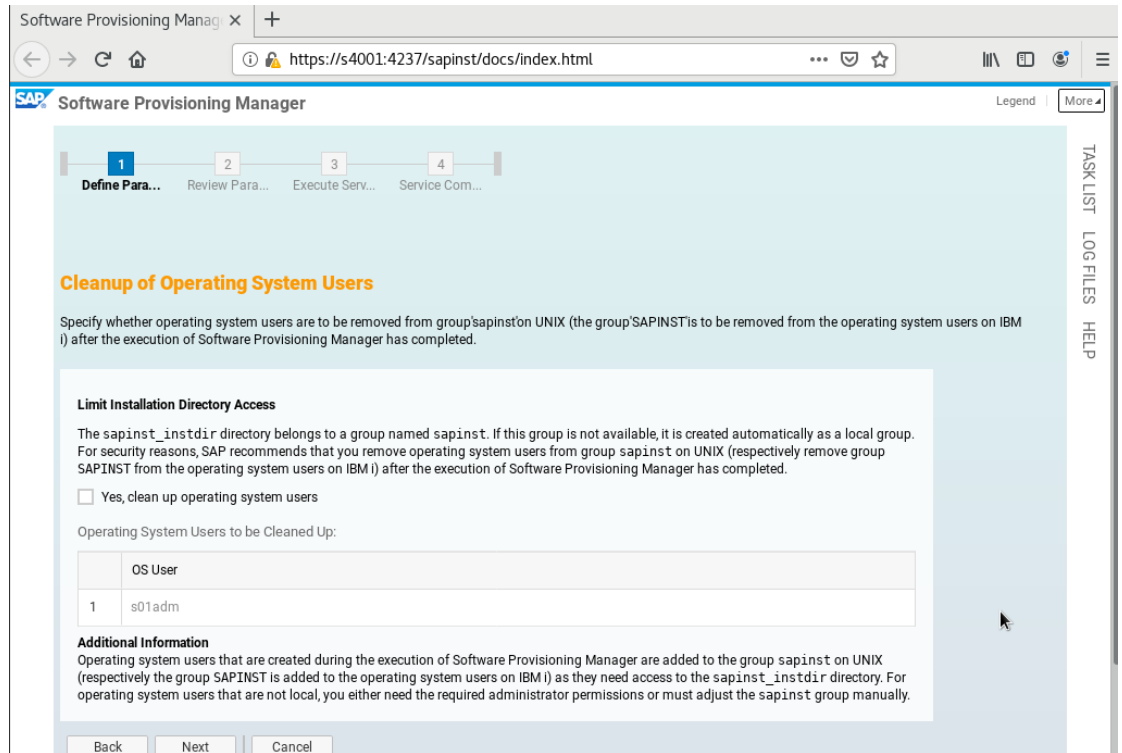 Software Provisioning Manag
https://s4001:4237/sapinst/docs/index.html
SAP Software Provisioning Manager
Legend
More
1
2
3
4
Define Para...
Review Para...
Execute Serv...
Service Com...
TASK LIST
LOG FILES
HELP
Cleanup of Operating System Users
Specify whether operating system users are to be removed from group'sapinst'on UNIX (the group'SAPINST'is to be removed from the operating system users on IBM
i) after the execution of Software Provisioning Manager has completed.
Limit Installation Directory Access
The sapinst_instdir directory belongs to a group named sapinst. If this group is not available, it is created automatically as a local group.
For security reasons, SAP recommends that you remove operating system users from group sapinst on UNIX (respectively remove group
SAPINST from the operating system users on IBM i) after the execution of Software Provisioning Manager has completed.
Yes, clean up operating system users
Operating System Users to be Cleaned Up:
OS User
1 s01adm
Additional Information
Operating system users that are created during the execution of Software Provisioning Manager are added to the group sapinst on UNIX
(respectively the group SAPINST is added to the operating system users on IBM i) as they need access to the sapinst_instdir directory. For
operating system users that are not local, you either need the required administrator permissions or must adjust the sapinst group manually.
Back
Next
Cancel